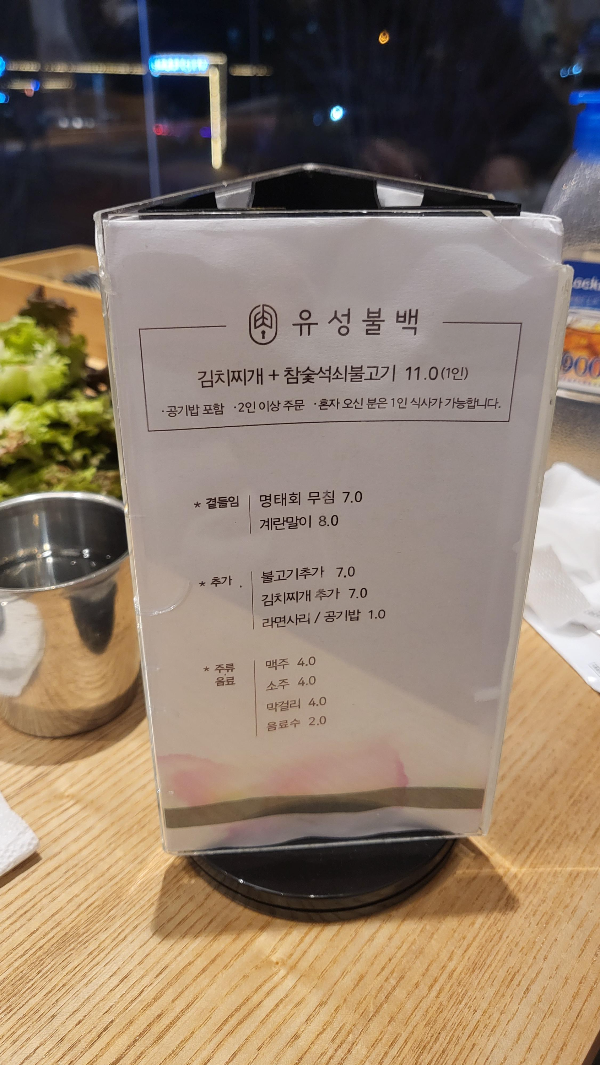 유성불백
김치찌개 + 참숯석쇠불고기 11.0 (1인)
·공기밥 포함 ·2인 이상 주문 ·혼자 오신 분은 1인 식사가 가능합니다.
* 곁들임 명태회 무침 7.0
계란말이 8.0
* 추가 . 불고기추가 7.0
김치찌개 추가 7.0
라면사리 / 공기밥 1.0
* 주류 맥주 4.0
음료 소주 4.0
막걸리 4.0
음료수 2.0
900